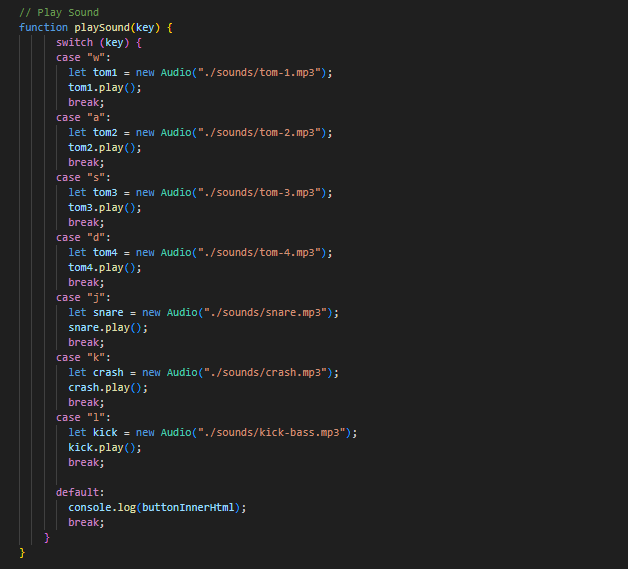 // Play Sound
function playSound(key) {
switch (key) {
case "w":
let tom1 = new Audio("./sounds/tom-1.mp3");
tom1.play();
break;
case "a":
let tom2 = new Audio("./sounds/tom-2.mp3");
tom2.play();
break;
case "s":
let tom3 = new Audio("./sounds/tom-3.mp3");
tom3.play();
break;
case "d":
let tom4 = new Audio("./sounds/tom-4.mp3");
tom4.play();
break;
case "j":
let snare = new Audio("./sounds/snare.mp3");
snare.play();
break;
case "k":
let crash = new Audio("./sounds/crash.mp3");
crash.play();
break;
case "l":
let kick = new Audio("./sounds/kick-bass.mp3");
kick.play();
break;
default:
console.log(buttonInnerHtml);
break;
}
}